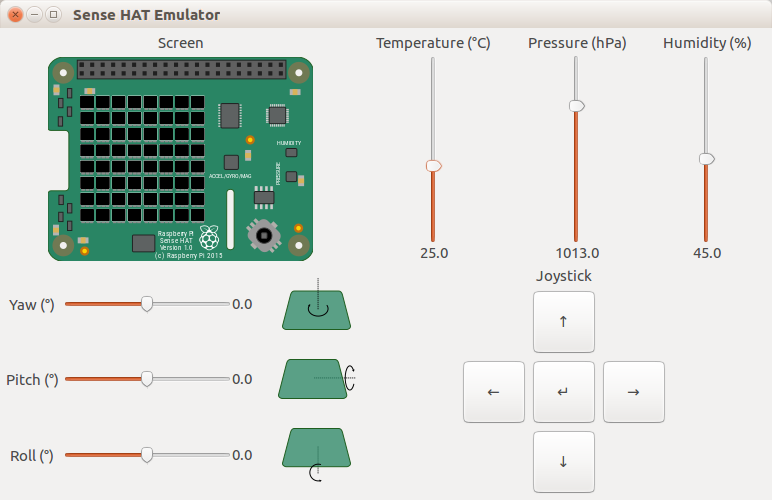 Sense HAT Emulator
Screen
Temperature (°C)
Pressure (hPa)
Humidity (%)
HUMIDITY
PRESSURE
ACCEL/GYRO/MAG
Raspberry Pi
Sense HAT
Version 1.0
(c) Raspberry Pi 2015
25.0
1013.0
45.0
Joystick
Yaw (°)
0.0
Pitch (°)
0.0
Roll (°)
0.0
↑
← ↵ →
↓